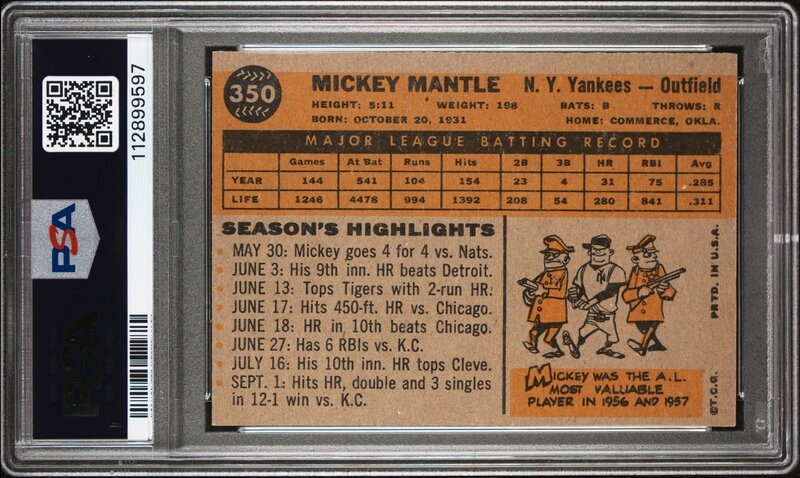 112899597
PSA
350
MICKEY MANTLE N. Y. Yankees — Outfield
HEIGHT: 5:11 WEIGHT: 198 BATS: B THROWS: R
BORN: OCTOBER 20, 1931 HOME: COMMERCE, OKLA.
MAJOR LEAGUE BATTING RECORD
Games At Bat Runs Hits 2B 3B HR RBI Avg
YEAR 144 541 104 154 23 4 31 75 .285
LIFE 1246 4478 994 1392 208 54 280 841 .311
SEASON'S HIGHLIGHTS
MAY 30: Mickey goes 4 for 4 vs. Nats.
JUNE 3: His 9th inn. HR beats Detroit.
JUNE 13: Tops Tigers with 2-run HR.
JUNE 17: Hits 450-ft. HR vs. Chicago.
JUNE 18: HR in 10th beats Chicago.
JUNE 27: Has 6 RBIs vs. K.C.
JULY 16: His 10th inn. HR tops Cleve.
SEPT. 1: Hits HR, double and 3 singles
in 12-1 win vs. K.C.
MICKEY WAS THE A.L.
MOST VALUABLE
PLAYER IN 1956 AND 1957
©T.C.G. PRTD. IN U.S.A.